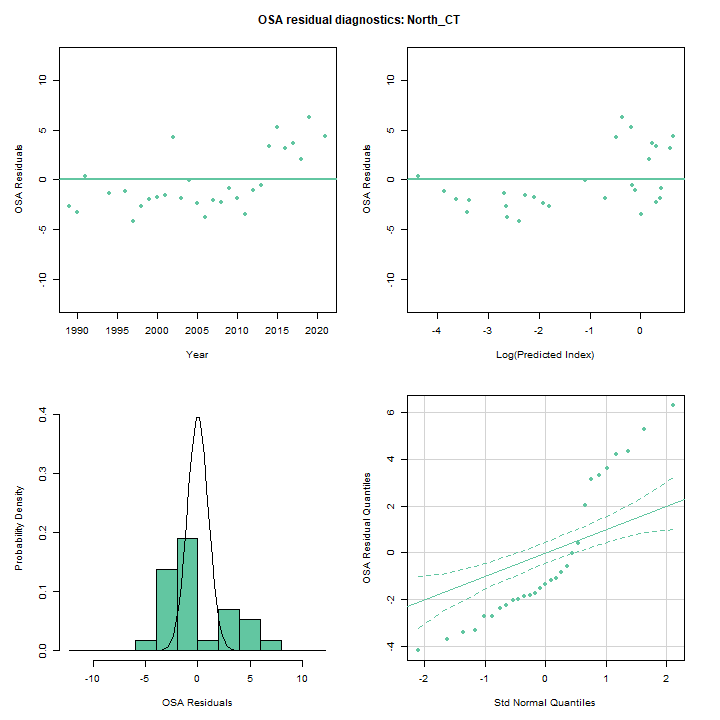 OSA residual diagnostics: North_CT
OSA Residuals
10
5
0
-5
-10
1990 1995 2000 2005 2010 2015 2020
Year
OSA Residuals
10
5
0
-5
-10
-4 -3 -2 -1 0
Log(Predicted Index)
Probability Density
0.4
0.3
0.2
0.1
0.0
-10 -5 0 5 10
OSA Residuals
OSA Residual Quantiles
6
4
2
0
-2
-4
-2 -1 0 1 2
Std Normal Quantiles